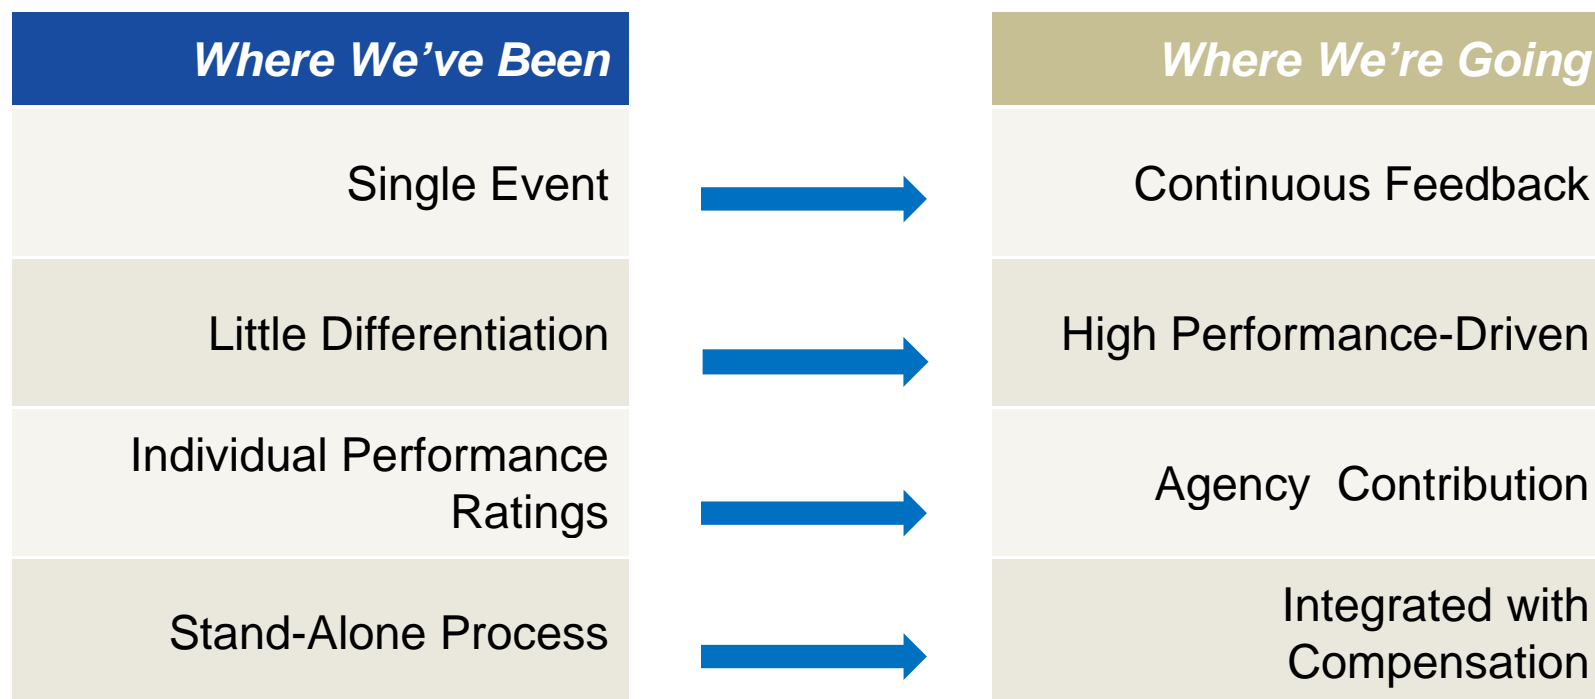 Where We’ve Been
Where We’re Going
Single Event
Continuous Feedback
Little Differentiation
High Performance-Driven
Individual Performance
Ratings
Agency  Contribution
Stand-Alone Process
Integrated with
Compensation